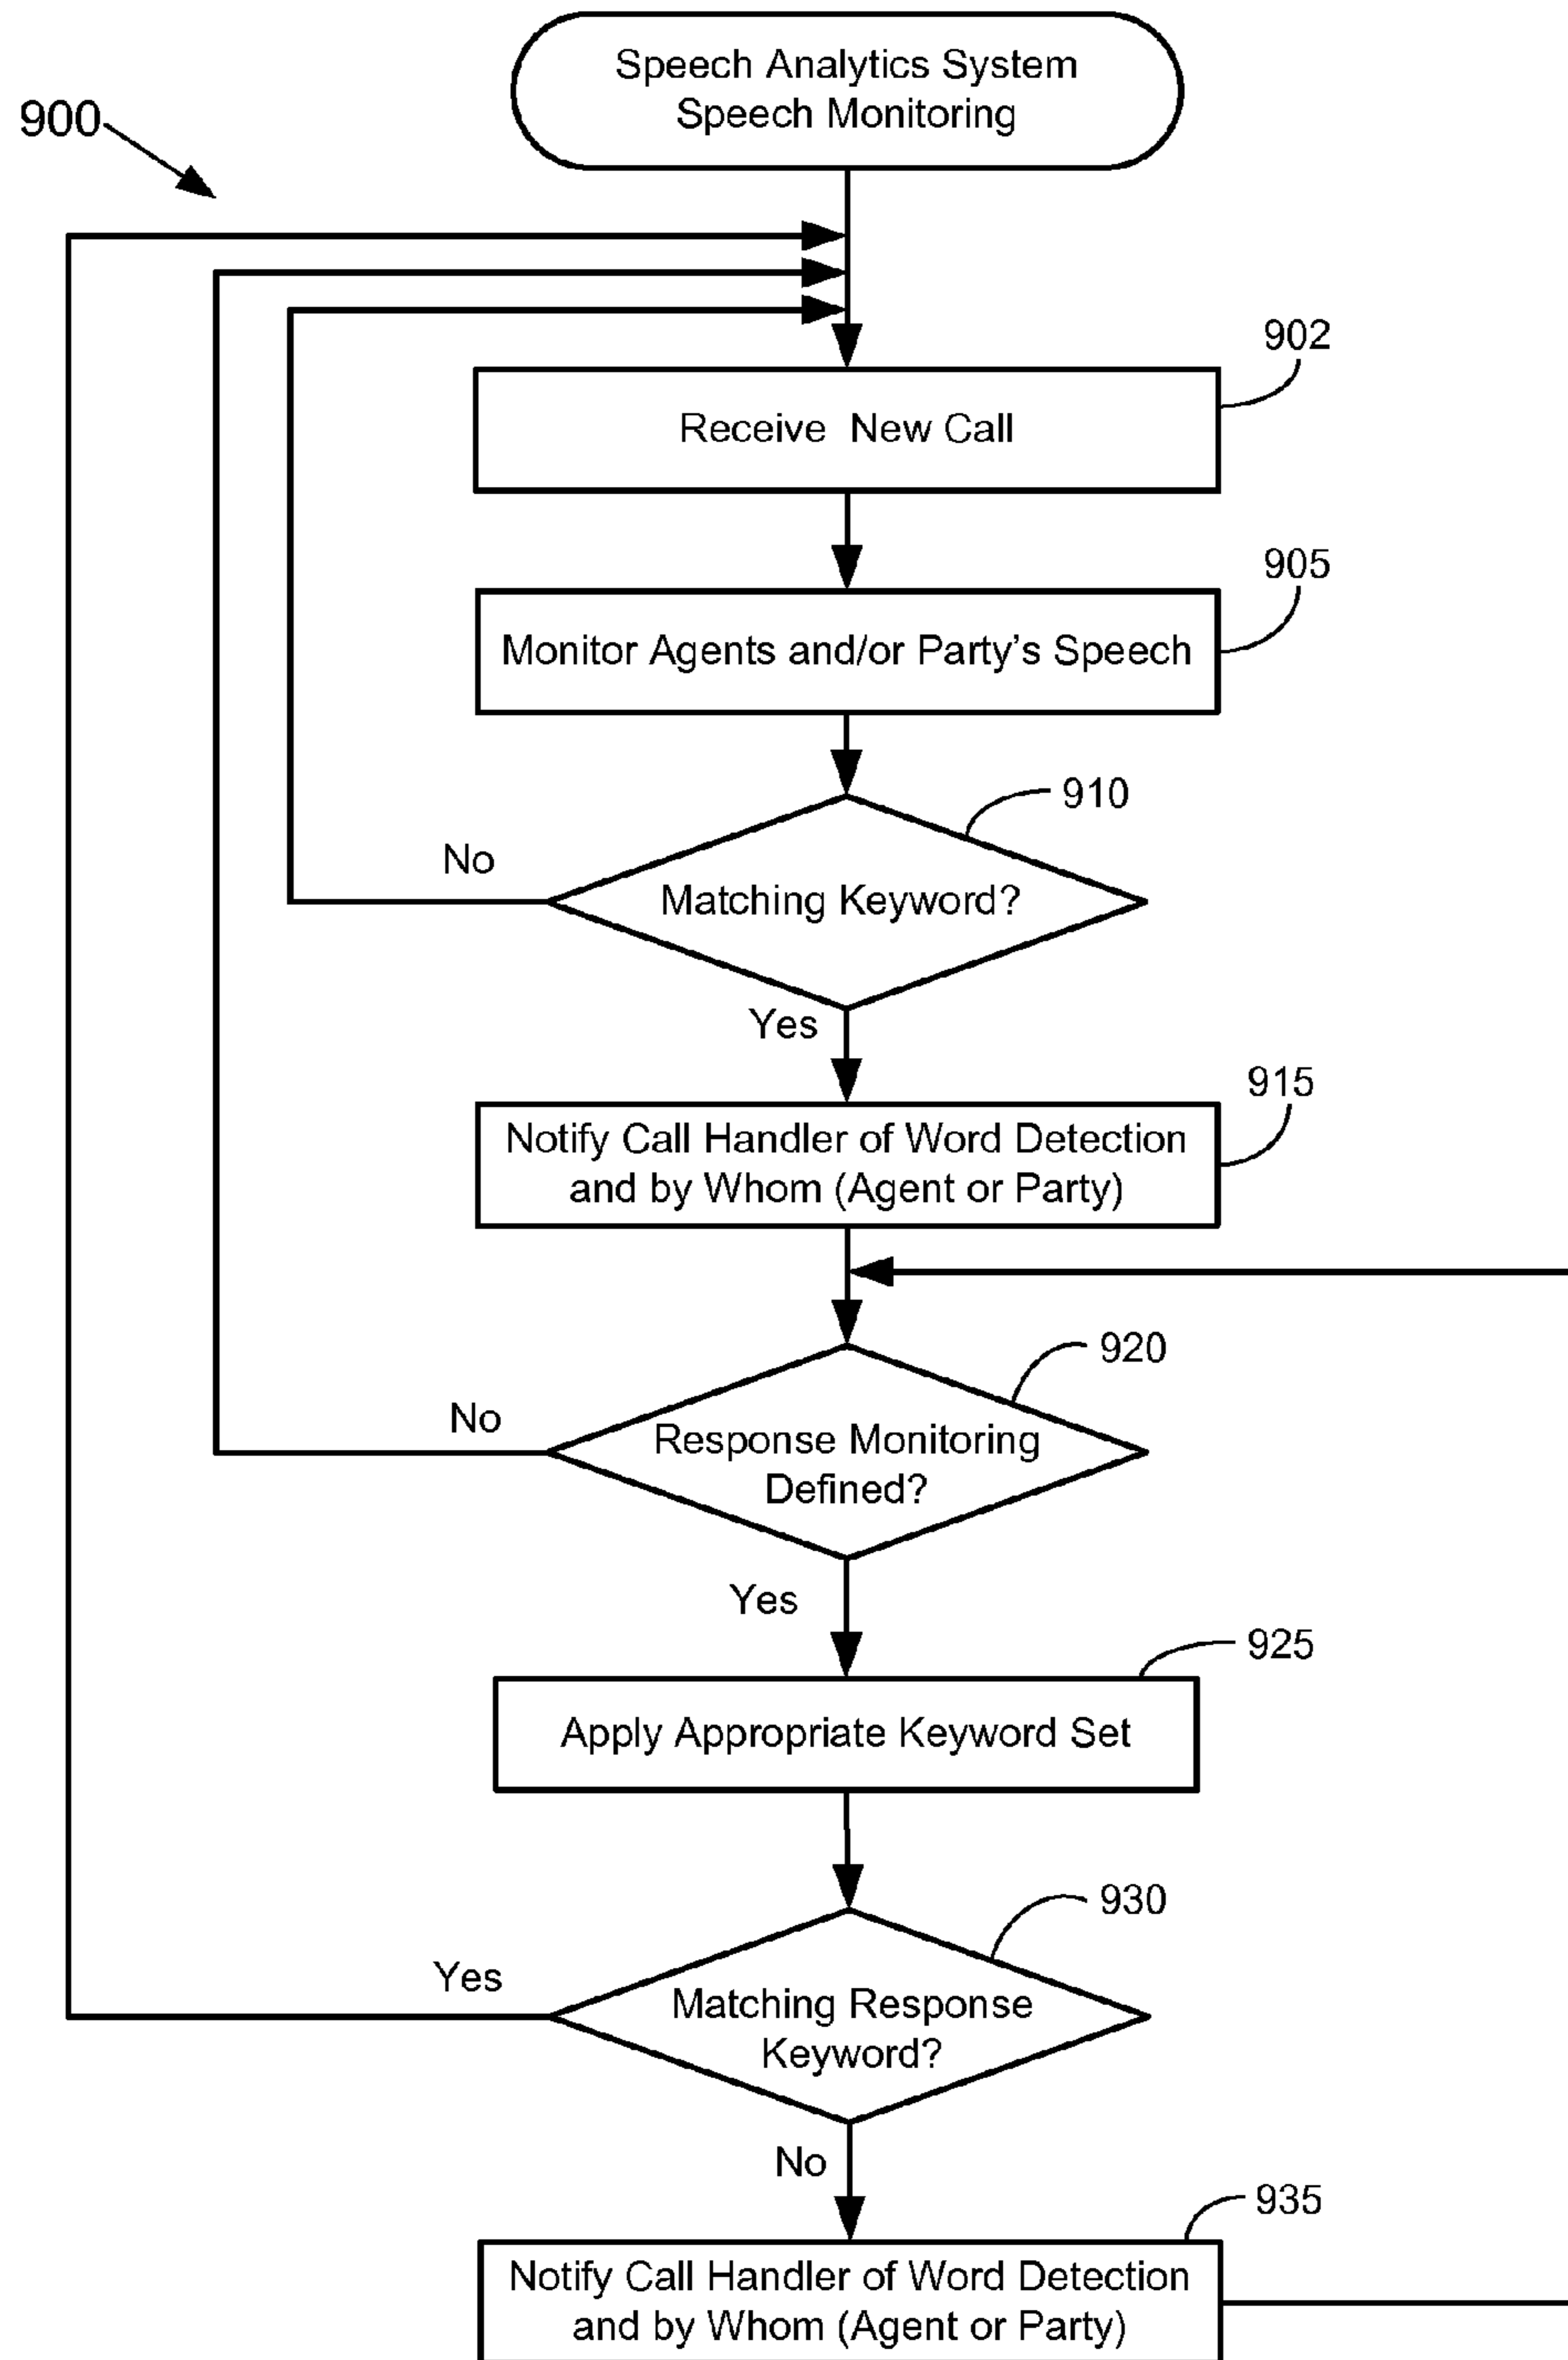 Speech Analytics System
Speech Monitoring
900
902
Receive New Call
905
Monitor Agents and/or Party's Speech
910
No
Matching Keyword?
Yes
915
Notify Call Handler of Word Detection
and by Whom (Agent or Party)
920
No
Response Monitoring
Defined?
Yes
925
Apply Appropriate Keyword Set
930
Yes
Matching Response
Keyword?
No
935
Notify Call Handler of Word Detection
and by Whom (Agent or Party)